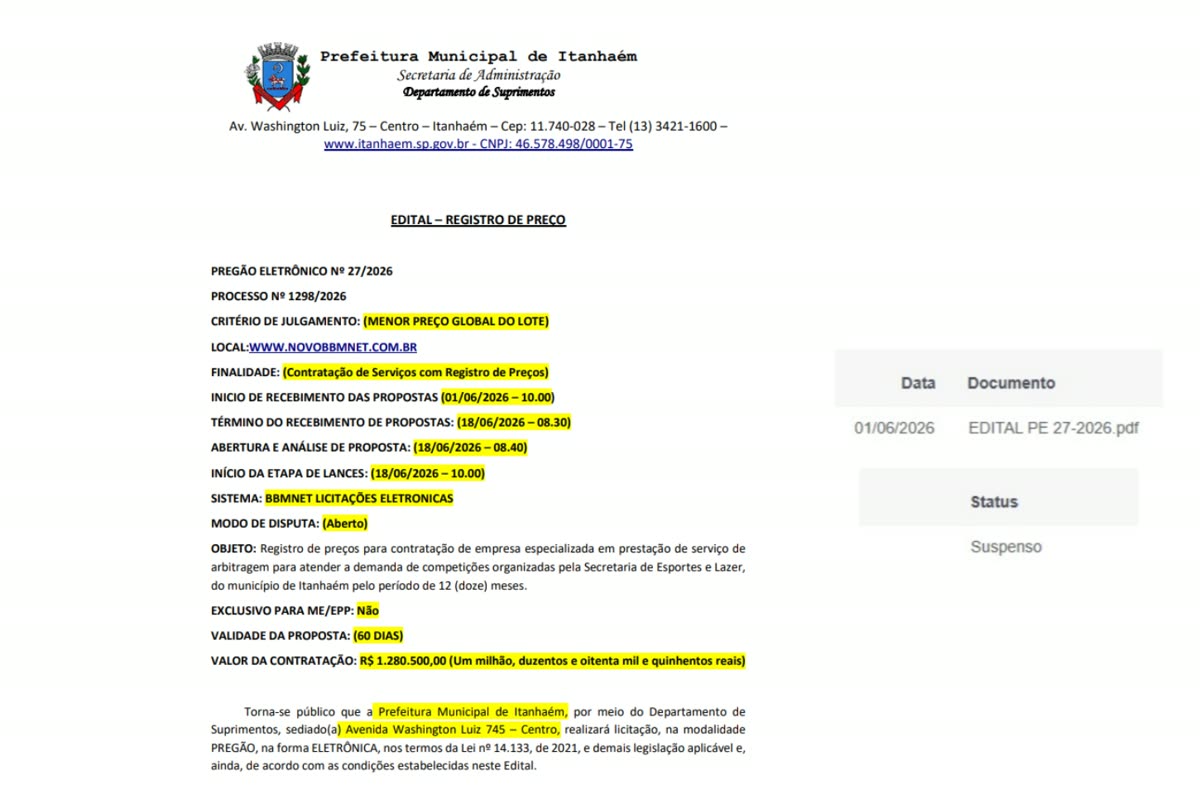 Prefeitura Municipal de Itanhaém
Secretaria de Administração
Departamento de Suprimentos
Av. Washington Luiz, 75 – Centro – Itanhaém – Cep: 11.740-028 – Tel (13) 3421-1600 –
www.itanhaem.sp.gov.br - CNPJ: 46.578.498/0001-75
EDITAL – REGISTRO DE PREÇO
PREGÃO ELETRÔNICO Nº 27/2026
PROCESSO Nº 1298/2026
CRITÉRIO DE JULGAMENTO: (MENOR PREÇO GLOBAL DO LOTE)
LOCAL:WWW.NOVOBBMNET.COM.BR
FINALIDADE: (Contratação de Serviços com Registro de Preços)
INICIO DE RECEBIMENTO DAS PROPOSTAS (01/06/2026 – 10.00)
TÉRMINO DO RECEBIMENTO DE PROPOSTAS: (18/06/2026 – 08.30)
ABERTURA E ANÁLISE DE PROPOSTA: (18/06/2026 – 08.40)
INÍCIO DA ETAPA DE LANCES: (18/06/2026 – 10.00)
SISTEMA: BBMNET LICITAÇÕES ELETRONICAS
MODO DE DISPUTA: (Aberto)
OBJETO: Registro de preços para contratação de empresa especializada em prestação de serviço de
arbitragem para atender a demanda de competições organizadas pela Secretaria de Esportes e Lazer,
do município de Itanhaém pelo período de 12 (doze) meses.
EXCLUSIVO PARA ME/EPP: Não
VALIDADE DA PROPOSTA: (60 DIAS)
VALOR DA CONTRATAÇÃO: R$ 1.280.500,00 (Um milhão, duzentos e oitenta mil e quinhentos reais)
Torna-se público que a Prefeitura Municipal de Itanhaém, por meio do Departamento de
Suprimentos, sediado(a) Avenida Washington Luiz 745 – Centro, realizará licitação, na modalidade
PREGÃO, na forma ELETRÔNICA, nos termos da Lei nº 14.133, de 2021, e demais legislação aplicável e,
ainda, de acordo com as condições estabelecidas neste Edital.
Data Documento
01/06/2026 EDITAL PE 27-2026.pdf
Status
Suspenso